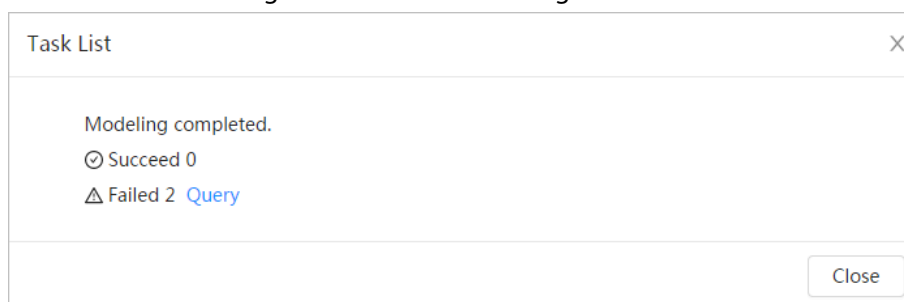 Task List
Modeling completed.
Succeed 0
Failed 2 Query
Close